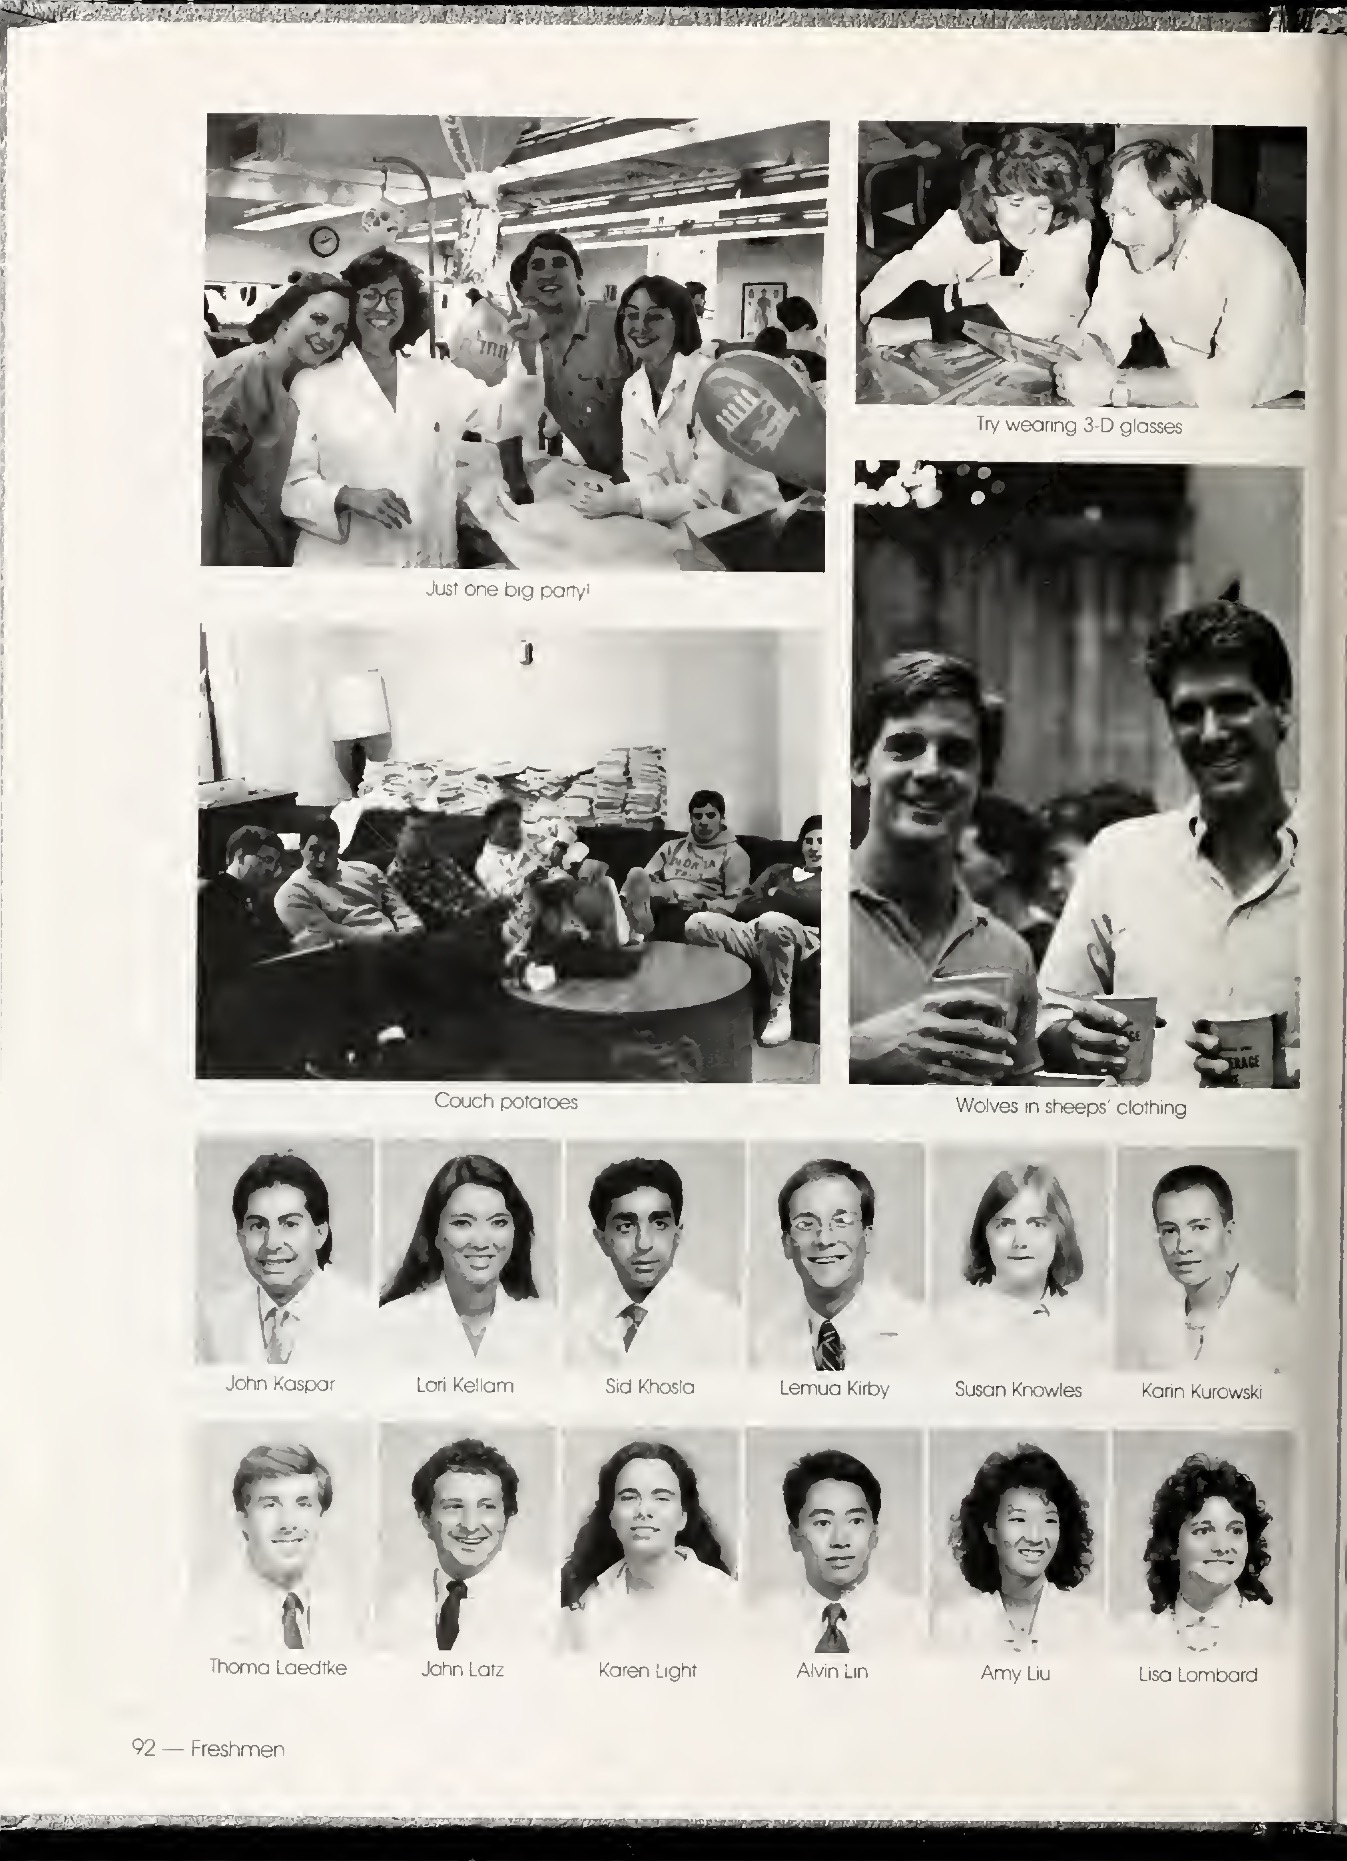 Try wearing 3-D glasses
Just one big party!
Couch potatoes
Wolves in sheeps' clothing
John Kaspar
Lori Kellam
Sid Khosla
Lemua Kirby
Susan Knowles
Karin Kurowski
Thoma Laedtke
John Latz
Karen Light
Alvin Lin
Amy Liu
Lisa Lombard
92 — Freshmen